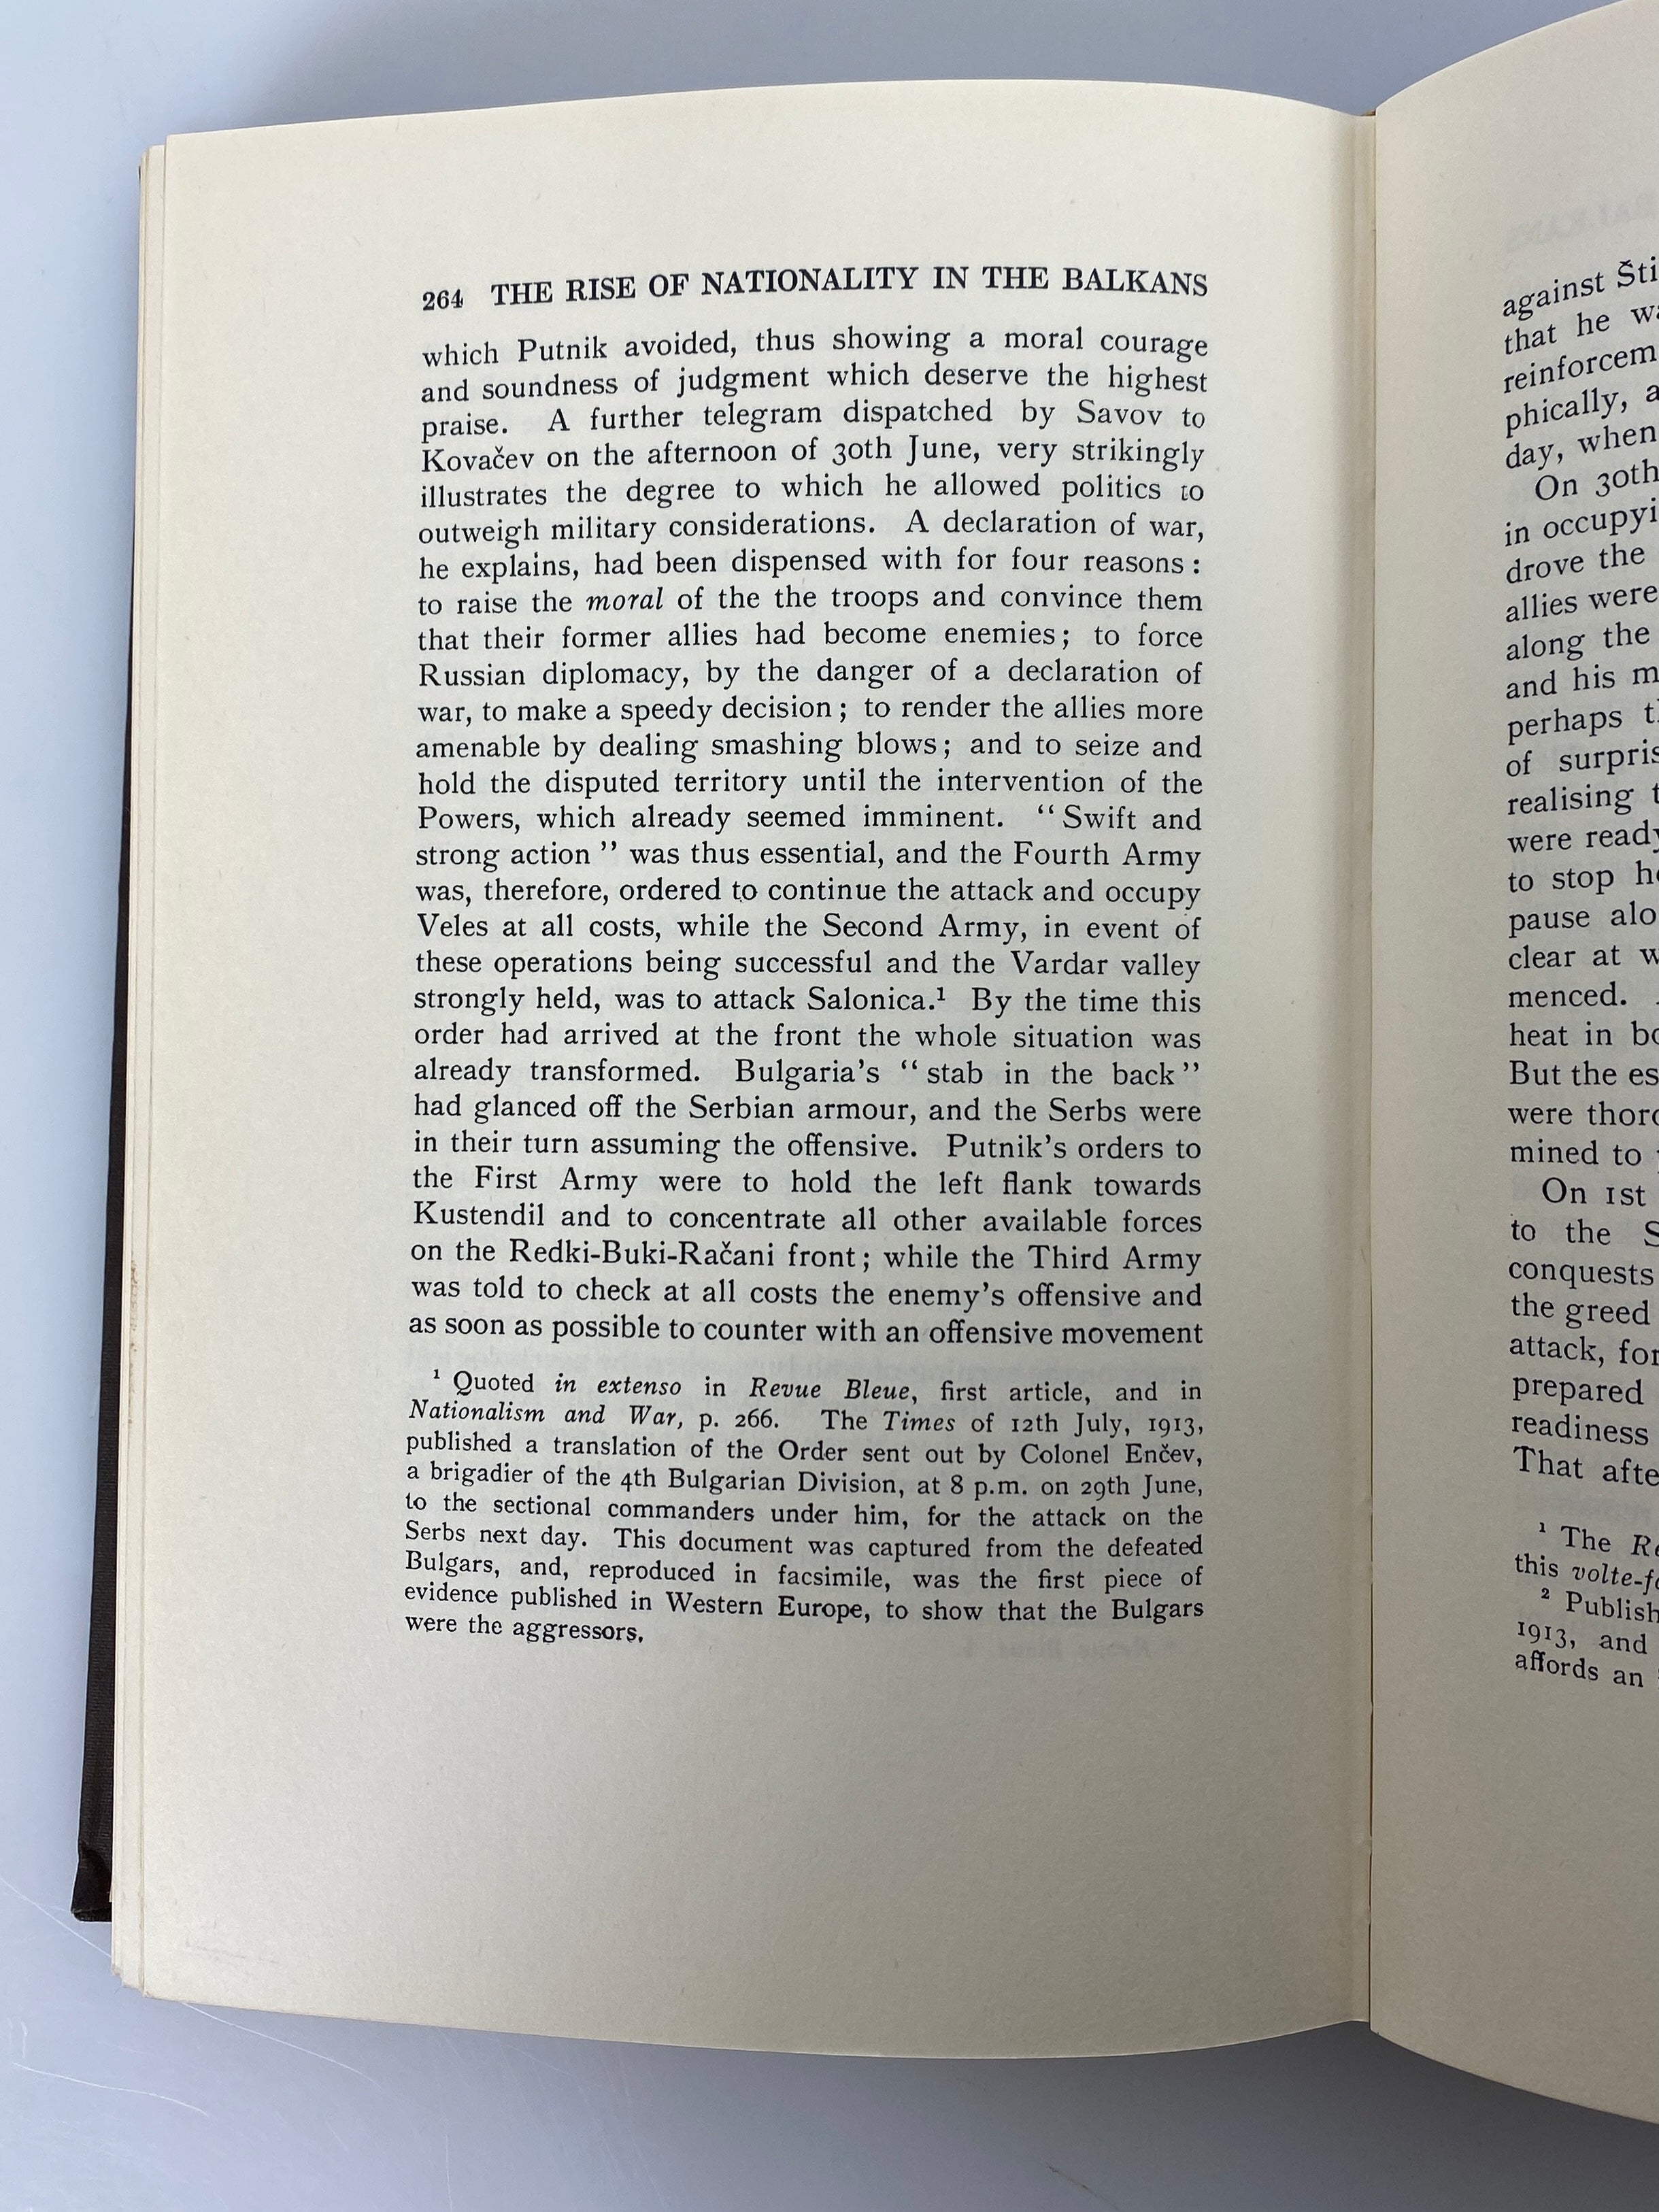 264 THE RISE OF NATIONALITY IN THE BALKANS
which Putnik avoided, thus showing a moral courage
and soundness of judgment which deserve the highest
praise. A further telegram dispatched by Savov to
Kovačev on the afternoon of 30th June, very strikingly
illustrates the degree to which he allowed politics to
outweigh military considerations. A declaration of war,
he explains, had been dispensed with for four reasons :
to raise the moral of the the troops and convince them
that their former allies had become enemies ; to force
Russian diplomacy, by the danger of a declaration of
war, to make a speedy decision ; to render the allies more
amenable by dealing smashing blows ; and to seize and
hold the disputed territory until the intervention of the
Powers, which already seemed imminent. “ Swift and
strong action ” was thus essential, and the Fourth Army
was, therefore, ordered to continue the attack and occupy
Veles at all costs, while the Second Army, in event of
these operations being successful and the Vardar valley
strongly held, was to attack Salonica.¹ By the time this
order had arrived at the front the whole situation was
already transformed. Bulgaria’s “ stab in the back ”
had glanced off the Serbian armour, and the Serbs were
in their turn assuming the offensive. Putnik’s orders to
the First Army were to hold the left flank towards
Kustendil and to concentrate all other available forces
on the Redki-Buki-Račani front ; while the Third Army
was told to check at all costs the enemy’s offensive and
as soon as possible to counter with an offensive movement
¹ Quoted in extenso in Revue Bleue, first article, and in
Nationalism and War, p. 266. The Times of 12th July, 1913,
published a translation of the Order sent out by Colonel Enčev,
a brigadier of the 4th Bulgarian Division, at 8 p.m. on 29th June,
to the sectional commanders under him, for the attack on the
Serbs next day. This document was captured from the defeated
Bulgars, and, reproduced in facsimile, was the first piece of
evidence published in Western Europe, to show that the Bulgars
were the aggressors.
against Šti
that he wa
reinforcem
phically, a
day, when
On 30th
in occupyi
drove the
allies were
along the
and his m
perhaps t
of surpris
realising t
were ready
to stop he
pause alo
clear at w
menced.
heat in bo
But the es
were thoro
mined to
On 1st
to the S
conquests
the greed
attack, for
prepared
readiness
That afte
¹ The Re
this volte-fa
² Publish
1913, and
affords an